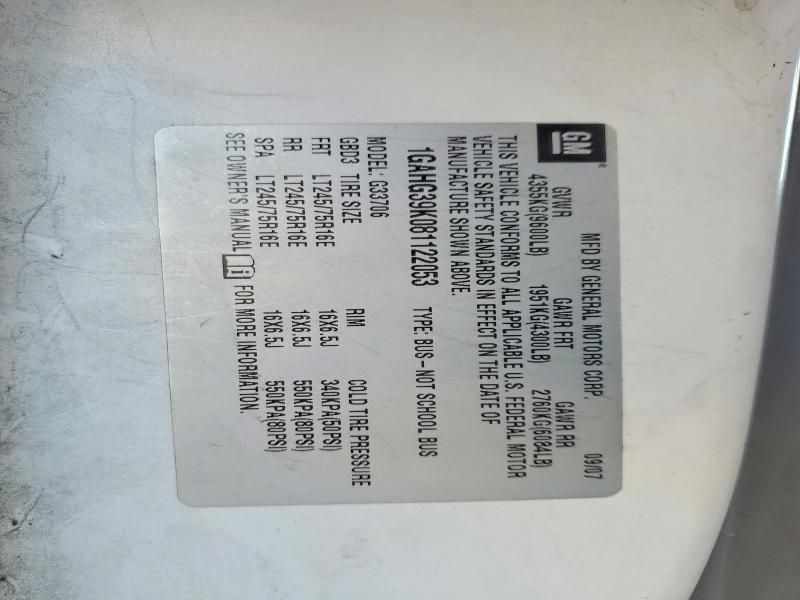 GM
MFD BY GENERAL MOTORS CORP. 09/07
GVWR GAWR FRT GAWR RR
4355KG(9600LB) 1951KG(4300LB) 2760KG(6084LB)
THIS VEHICLE CONFORMS TO ALL APPLICABLE U.S. FEDERAL MOTOR
VEHICLE SAFETY STANDARDS IN EFFECT ON THE DATE OF
MANUFACTURE SHOWN ABOVE.
1GAHG39K081122053 TYPE: BUS-NOT SCHOOL BUS
MODEL: G33706
GBD3 TIRE SIZE RIM COLD TIRE PRESSURE
FRT LT245/75R16E 16X6.5J 340KPA(50PSI)
RR LT245/75R16E 16X6.5J 550KPA(80PSI)
SPA LT245/75R16E 16X6.5J 550KPA(80PSI)
SEE OWNER'S MANUAL FOR MORE INFORMATION.